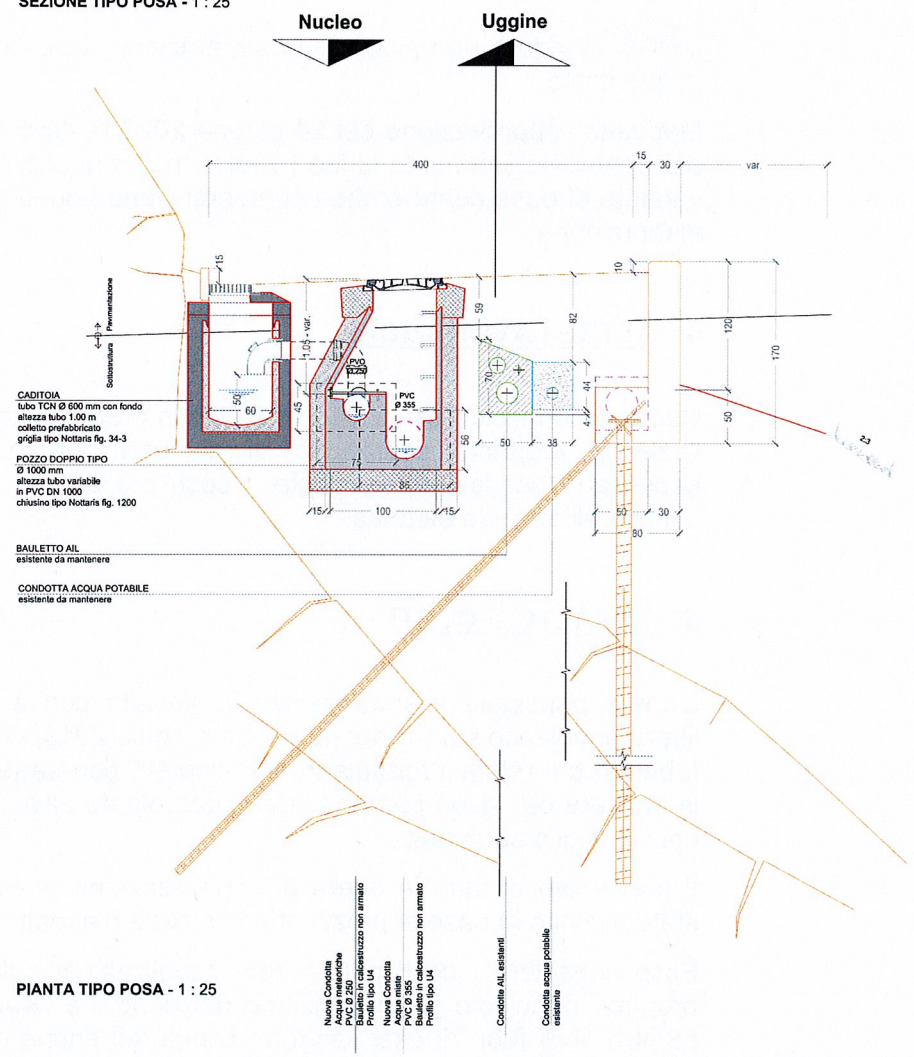 SEZIONE TIPO POSA - 1 : 25
Nucleo
Uggine
400
15
30
var.
15
10
59
82
120
170
1.05 - var.
Pavimentazione
Sottostruttura
PVC
Ø 250
PVC
Ø 355
50
60
45
70
44
4
50
56
75
86
50
38
15
100
15
50
30
80
2:3
CADITOIA
tubo TCN Ø 600 mm con fondo
altezza tubo 1.00 m
colletto prefabbricato
griglia tipo Nottaris fig. 34-3
POZZO DOPPIO TIPO
Ø 1000 mm
altezza tubo variabile
in PVC DN 1000
chiusino tipo Nottaris fig. 1200
BAULETTO AIL
esistente da mantenere
CONDOTTA ACQUA POTABILE
esistente da mantenere
Nuova Condotta
Acque meteoriche
PVC Ø 250
Bauletto in calcestruzzo non armato
Profilo tipo U4
Nuova Condotta
Acque miste
PVC Ø 355
Bauletto in calcestruzzo non armato
Profilo tipo U4
Condotte AIL esistenti
Condotta acqua potabile
esistente
PIANTA TIPO POSA - 1 : 25